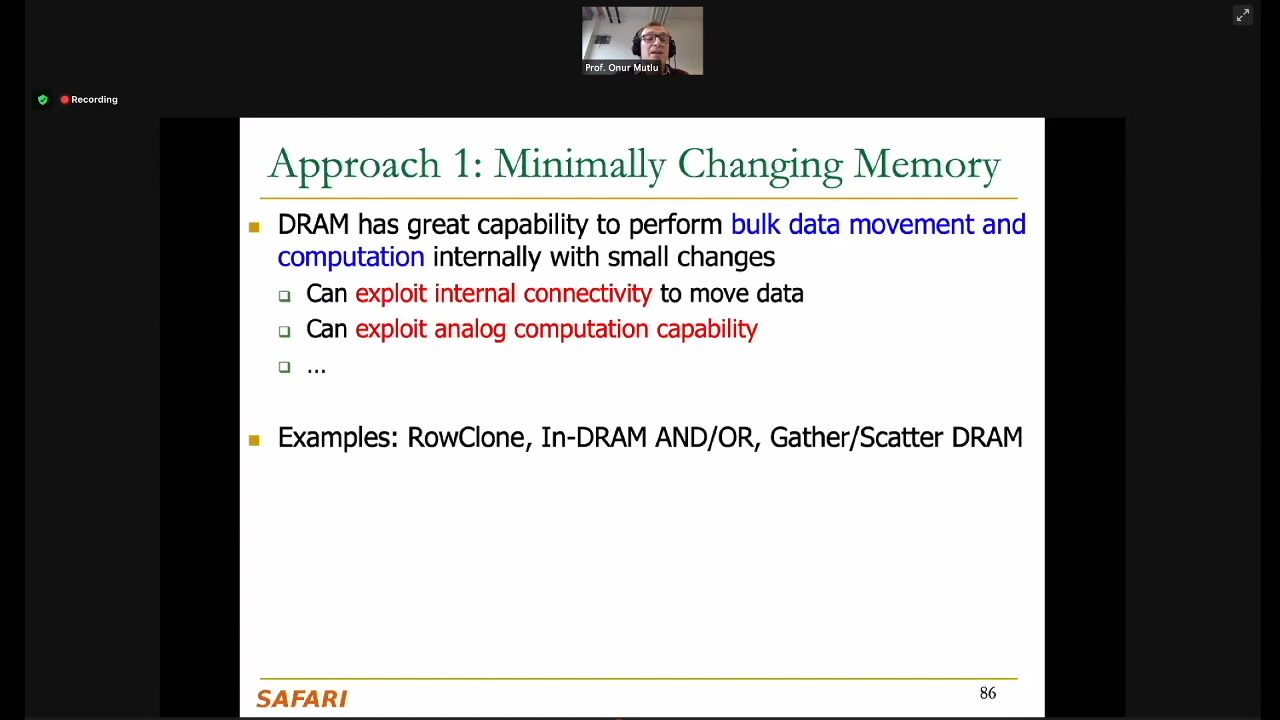 Prof. Onur Mutlu
Recording
Approach 1: Minimally Changing Memory
DRAM has great capability to perform bulk data movement and
computation internally with small changes
Can exploit internal connectivity to move data
Can exploit analog computation capability
...
Examples: RowClone, In-DRAM AND/OR, Gather/Scatter DRAM
SAFARI
86